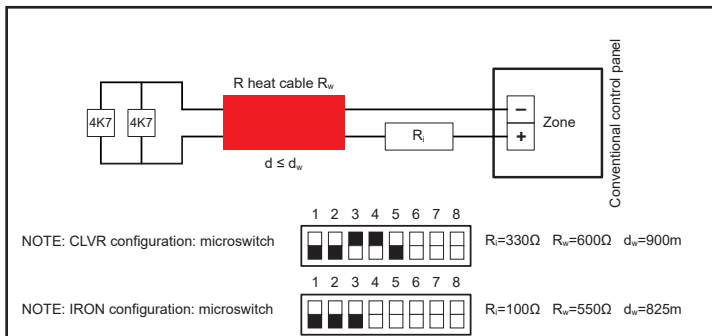 R heat cable Rw
4K7 4K7
− Zone
Ri +
d ≤ dw
Conventional control panel
1 2 3 4 5 6 7 8
NOTE: CLVR configuration: microswitch Ri=330Ω Rw=600Ω dw=900m
1 2 3 4 5 6 7 8
NOTE: IRON configuration: microswitch Ri=100Ω Rw=550Ω dw=825m